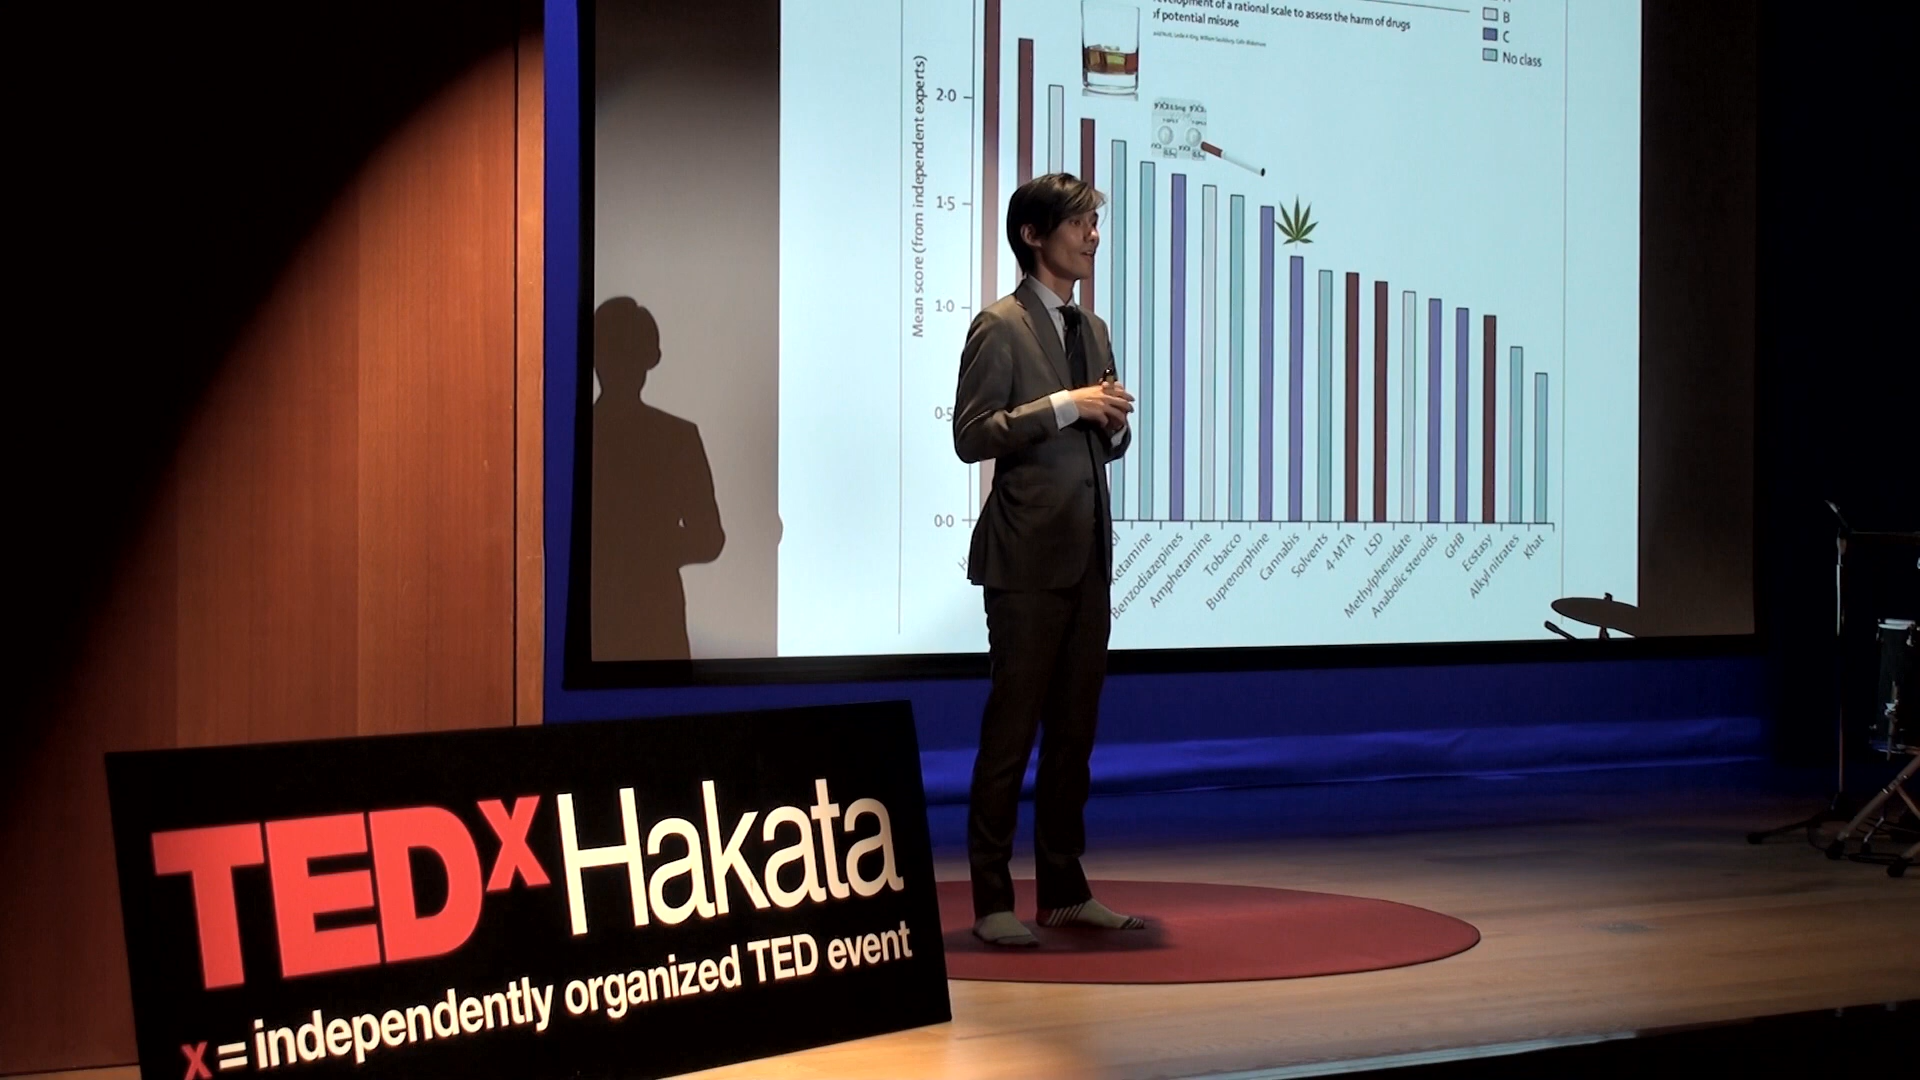 of a rational scale to assess the harm of drugs
of potential misuse
B
C
No class
Mean score (from independent experts)
2·0
1·5
1·0
0·5
0·0
Ketamine
Benzodiazepines
Amphetamine
Tobacco
Buprenorphine
Cannabis
Solvents
4-MTA
LSD
Methylphenidate
Anabolic steroids
GHB
Ecstasy
Alkyl nitrates
Khat
TEDxHakata
x = independently organized TED event